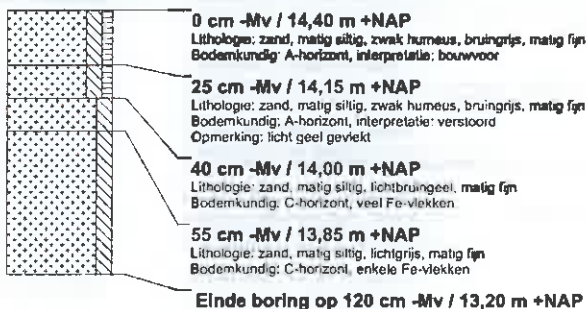 0 cm -Mv / 14,40 m +NAP
Lithologie: zand, matig siltig, zwak humeus, bruingrijs, matig fijn
Bodemkundig: A-horizont, interpretatie: bouwvoor
25 cm -Mv / 14,15 m +NAP
Lithologie: zand, matig siltig, zwak humeus, bruingrijs, matig fijn
Bodemkundig: A-horizont, interpretatie: verstoord
Opmerking: licht geel gevlekt
40 cm -Mv / 14,00 m +NAP
Lithologie: zand, matig siltig, lichtbruingeel, matig fijn
Bodemkundig: C-horizont, veel Fe-vlekken
55 cm -Mv / 13,85 m +NAP
Lithologie: zand, matig siltig, lichtgrijs, matig fijn
Bodemkundig: C-horizont, enkele Fe-vlekken
Einde boring op 120 cm -Mv / 13,20 m +NAP